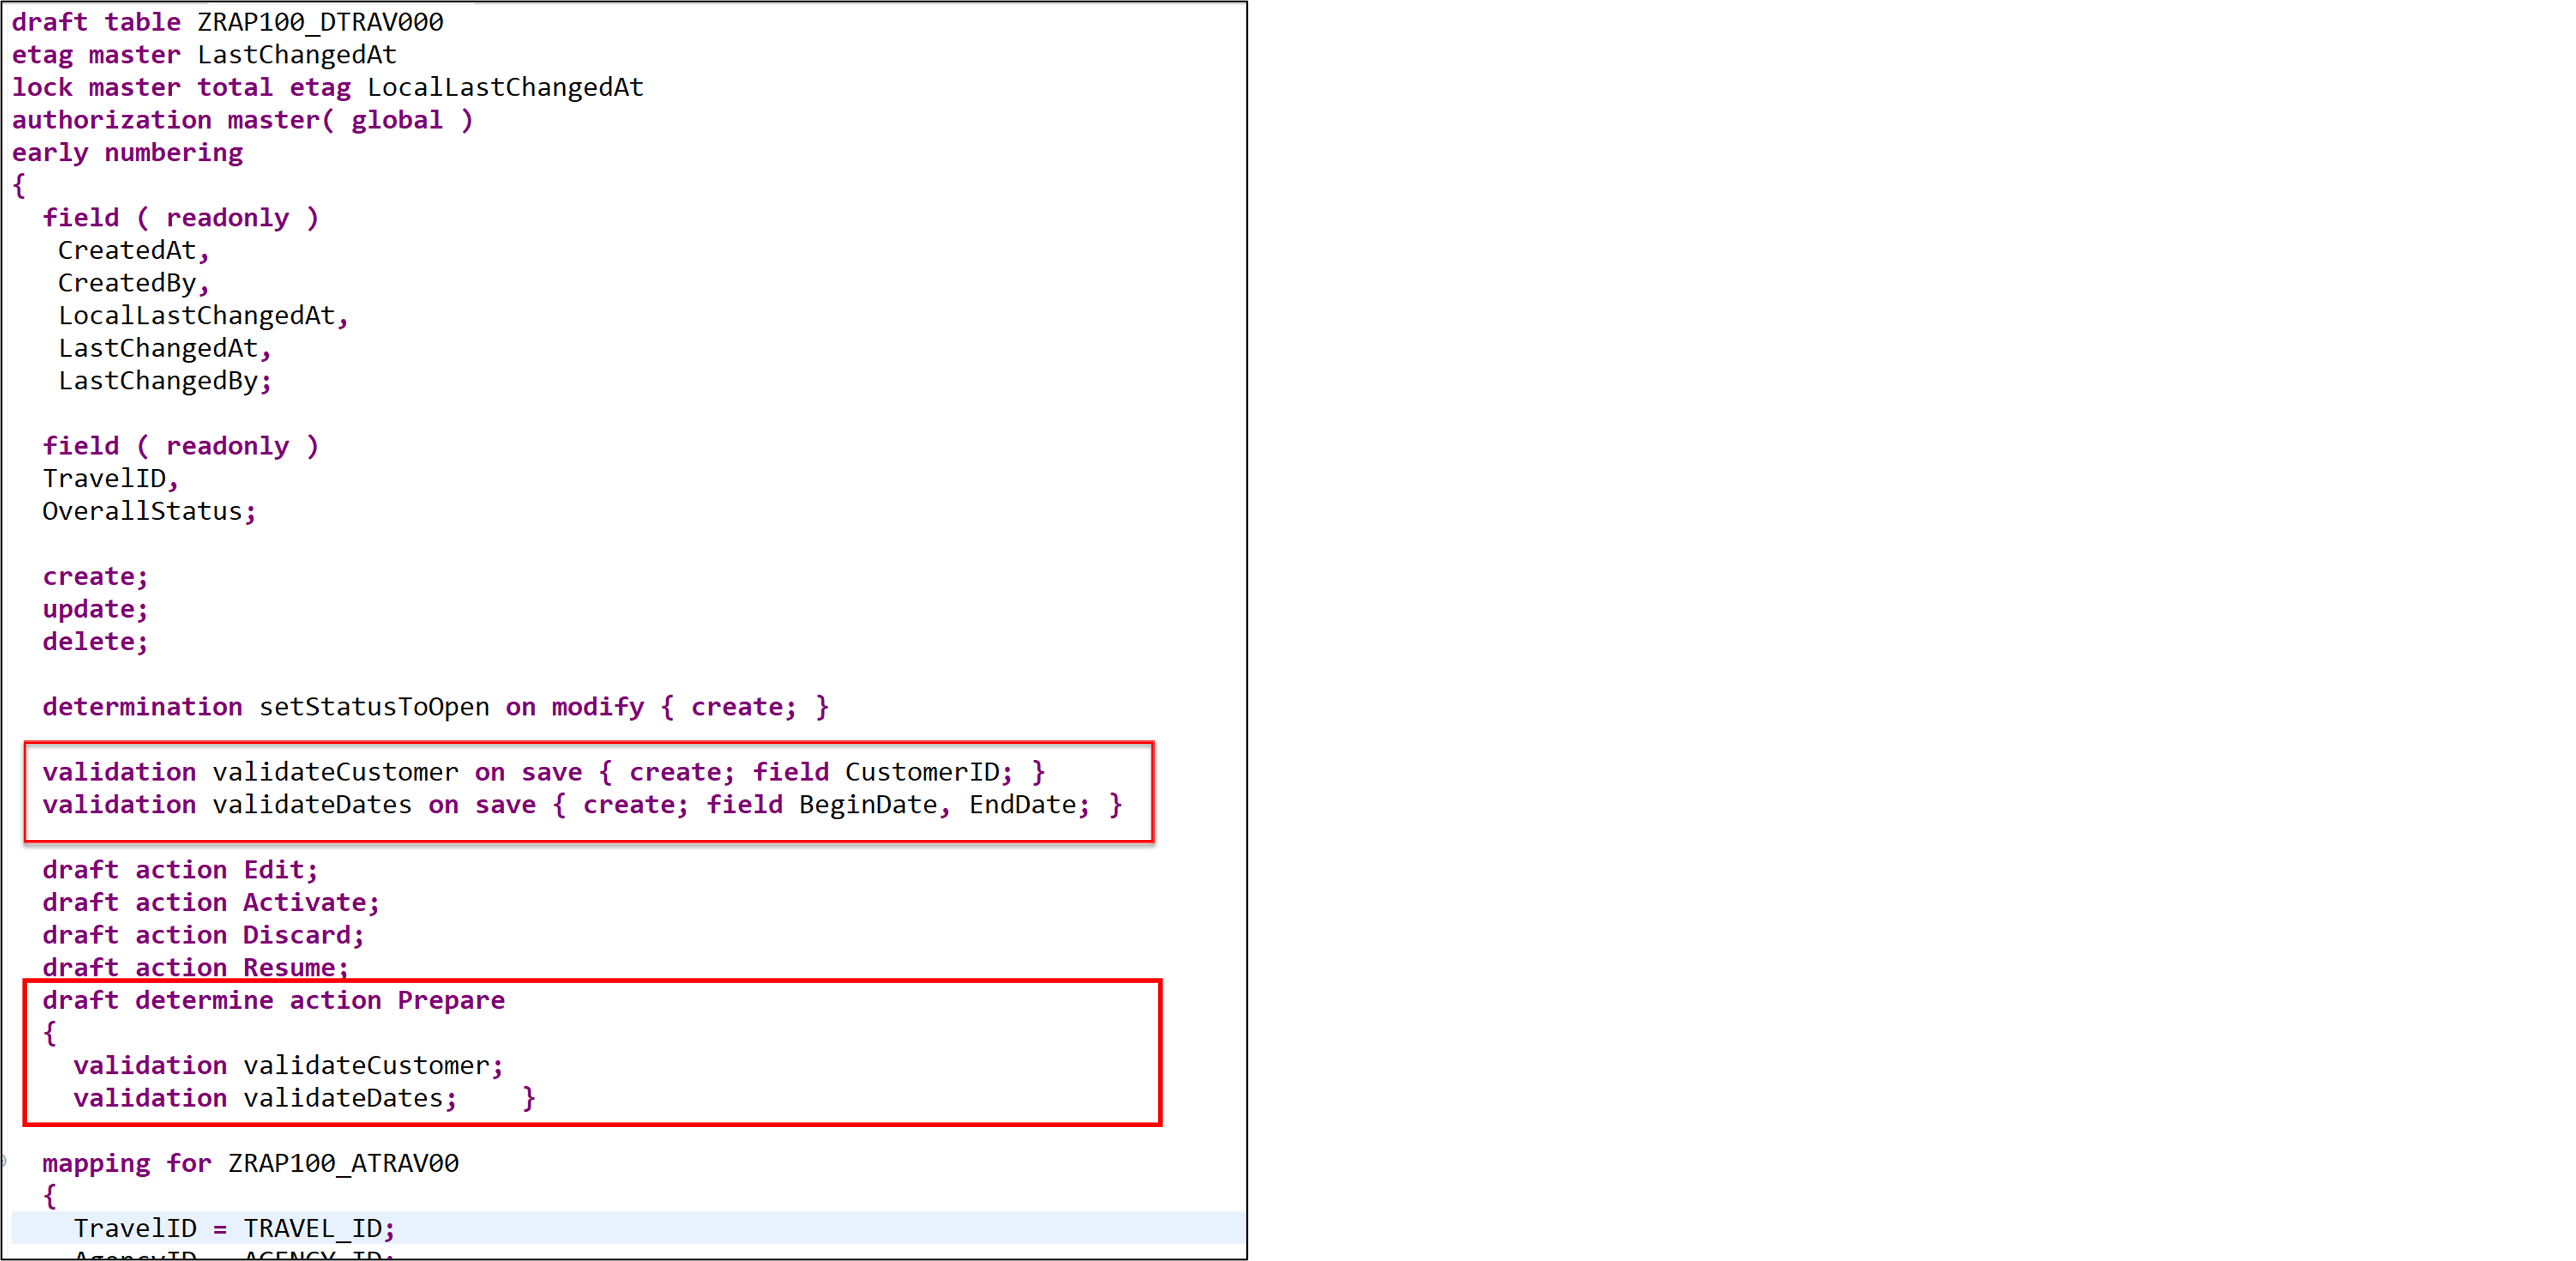 draft table ZRAP100_DTRAV000
etag master LastChangedAt
lock master total etag LocalLastChangedAt
authorization master( global )
early numbering
{
field ( readonly )
CreatedAt,
CreatedBy,
LocalLastChangedAt,
LastChangedAt,
LastChangedBy;
field ( readonly )
TravelID,
OverallStatus;
create;
update;
delete;
determination setStatusToOpen on modify { create; }
validation validateCustomer on save { create; field CustomerID; }
validation validateDates on save { create; field BeginDate, EndDate; }
draft action Edit;
draft action Activate;
draft action Discard;
draft action Resume;
draft determine action Prepare
{
validation validateCustomer;
validation validateDates; }
mapping for ZRAP100_ATRAV00
{
TravelID = TRAVEL_ID;